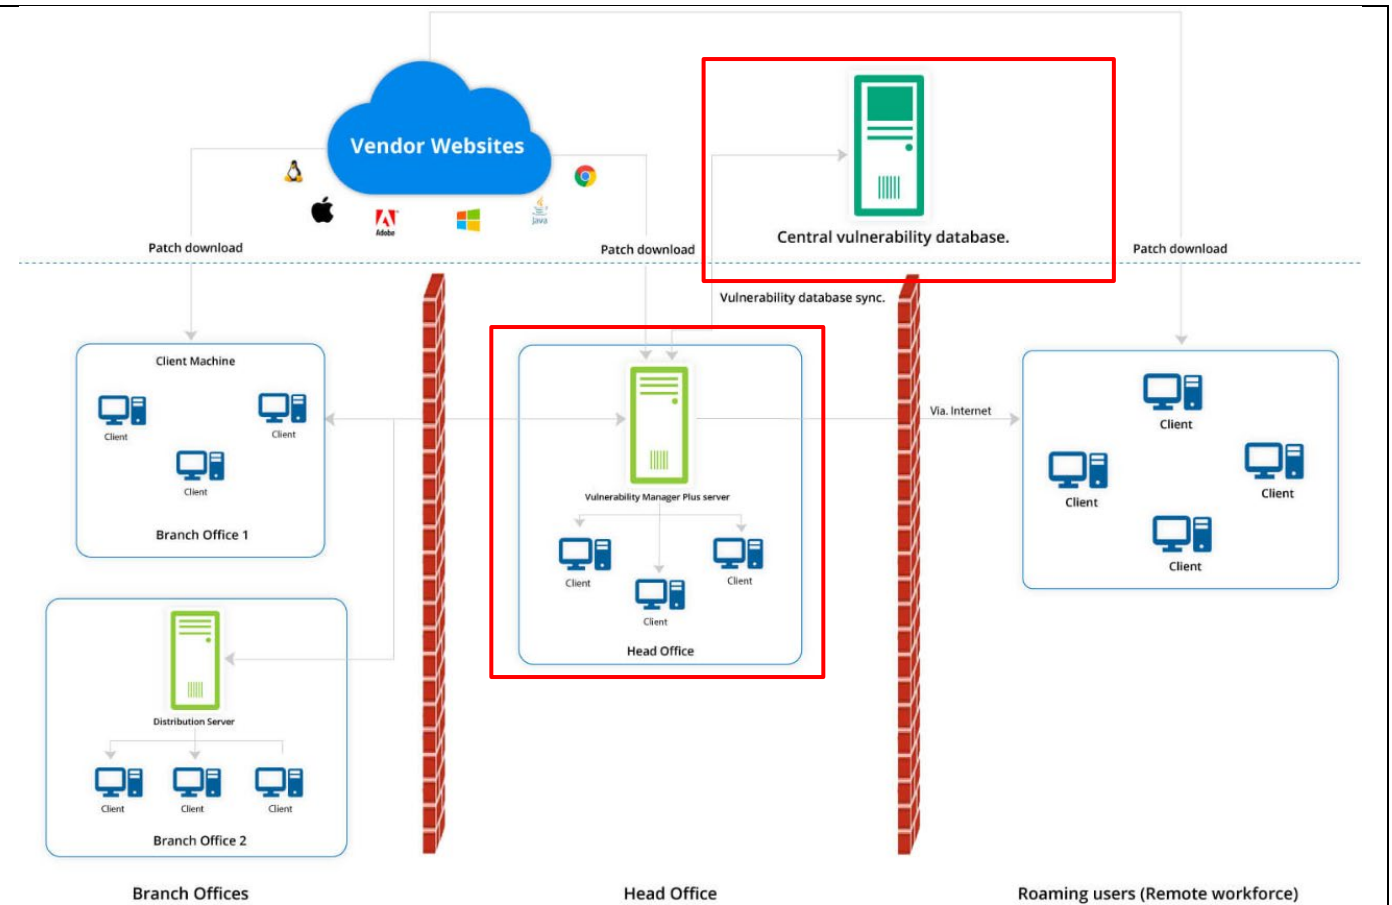 Vendor Websites
Adobe
Java
Central vulnerability database.
Patch download
Patch download
Patch download
Vulnerability database sync.
Client Machine
Client
Client
Client
Branch Office 1
Vulnerability Manager Plus server
Client
Client
Client
Head Office
Via. Internet
Client
Client
Client
Client
Distribution Server
Client
Client
Client
Branch Office 2
Branch Offices
Head Office
Roaming users (Remote workforce)